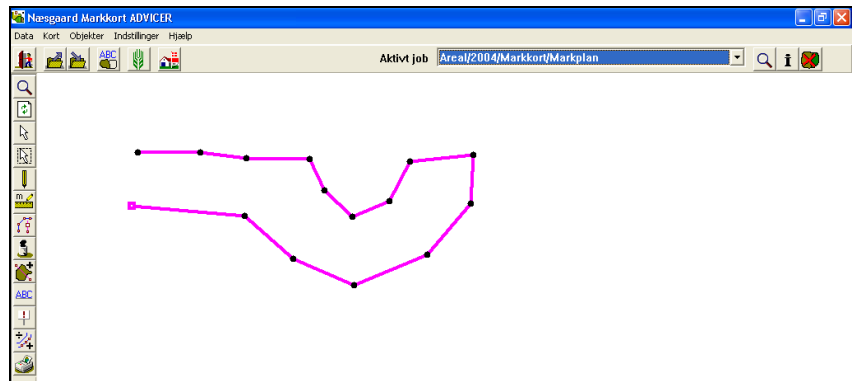 Næsgaard Markkort ADVICER
Data Kort Objekter Indstillinger Hjælp
ABC
Aktivt job Areal/2004/Markkort/Markplan
i
m
ABC